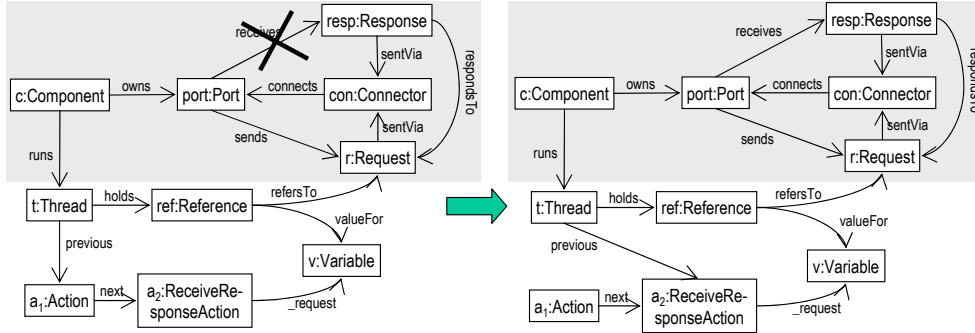 resp:Response
receives
sentVia
respondsTo
c:Component
owns
port:Port
connects
con:Connector
sends
sentVia
r:Request
runs
t:Thread
holds
ref:Reference
refersTo
valueFor
previous
v:Variable
a₁:Action
next
a₂:ReceiveRe-
sponseAction
_request
resp:Response
receives
sentVia
respondsTo
c:Component
owns
port:Port
connects
con:Connector
sends
sentVia
r:Request
runs
t:Thread
holds
ref:Reference
refersTo
valueFor
previous
v:Variable
a₁:Action
next
a₂:ReceiveRe-
sponseAction
_request